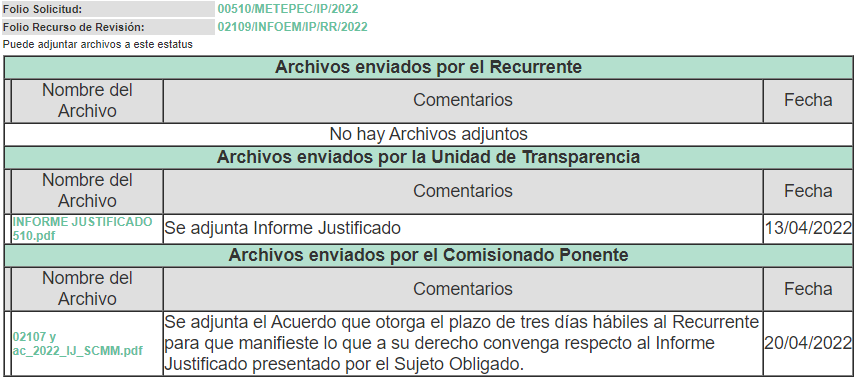 Folio Solicitud: 00510/METEPEC/IP/2022
Folio Recurso de Revisión: 02109/INFOEM/IP/RR/2022
Puede adjuntar archivos a este estatus
Archivos enviados por el Recurrente
Nombre del
Archivo
Comentarios
Fecha
No hay Archivos adjuntos
Archivos enviados por la Unidad de Transparencia
Nombre del
Archivo
Comentarios
Fecha
INFORME JUSTIFICADO
510.pdf
Se adjunta Informe Justificado
13/04/2022
Archivos enviados por el Comisionado Ponente
Nombre del
Archivo
Comentarios
Fecha
02107 y
ac_2022_IJ_SCMM.pdf
Se adjunta el Acuerdo que otorga el plazo de tres días hábiles al Recurrente
para que manifieste lo que a su derecho convenga respecto al Informe
Justificado presentado por el Sujeto Obligado.
20/04/2022